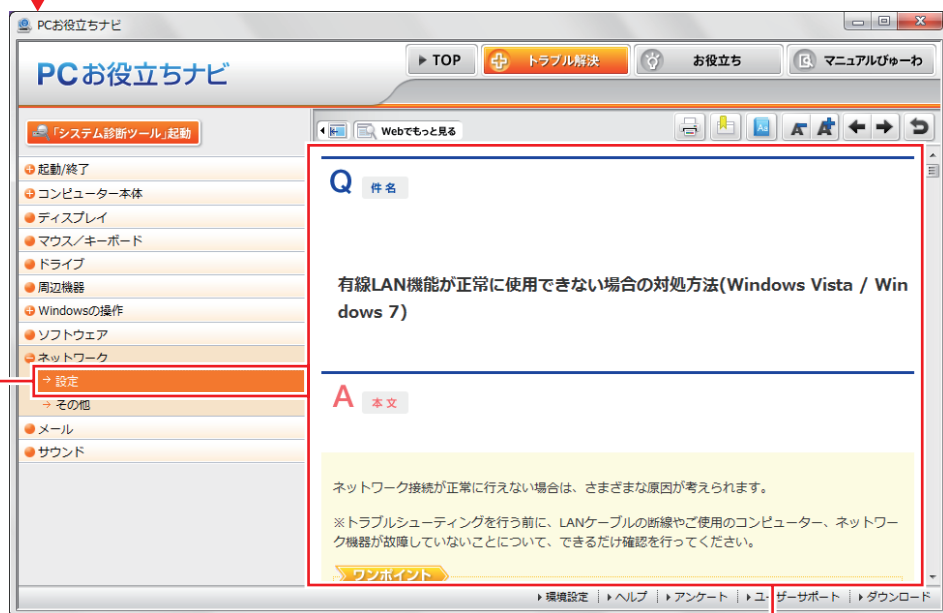 PCお役立ちナビ
PCお役立ちナビ
TOP
トラブル解決
お役立ち
マニュアルびゅーわ
「システム診断ツール」起動
Webでもっと見る
Aa
A
A
起動/終了
コンピューター本体
ディスプレイ
マウス／キーボード
ドライブ
周辺機器
Windowsの操作
ソフトウェア
ネットワーク
→ 設定
→ その他
メール
サウンド
Q 件名
有線LAN機能が正常に使用できない場合の対処方法(Windows Vista / Win
dows 7)
A 本文
ネットワーク接続が正常に行えない場合は、さまざまな原因が考えられます。
※トラブルシューティングを行う前に、LANケーブルの断線やご使用のコンピューター、ネットワー
ク機器が故障していないことについて、できるだけ確認を行ってください。
ワンポイント
環境設定
ヘルプ
アンケート
ユーザーサポート
ダウンロード